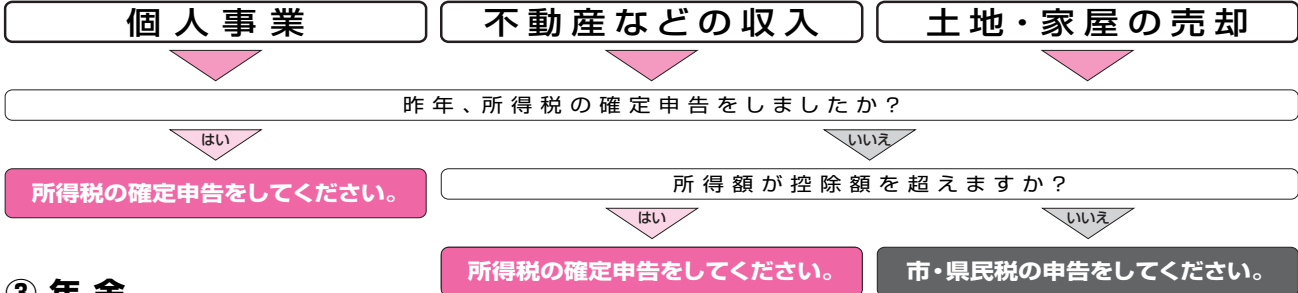 個人事業
不動産などの収入
土地・家屋の売却
昨年、所得税の確定申告をしましたか？
はい
いいえ
所得税の確定申告をしてください。
所得額が控除額を超えますか？
はい
いいえ
所得税の確定申告をしてください。
市・県民税の申告をしてください。
③ 年金